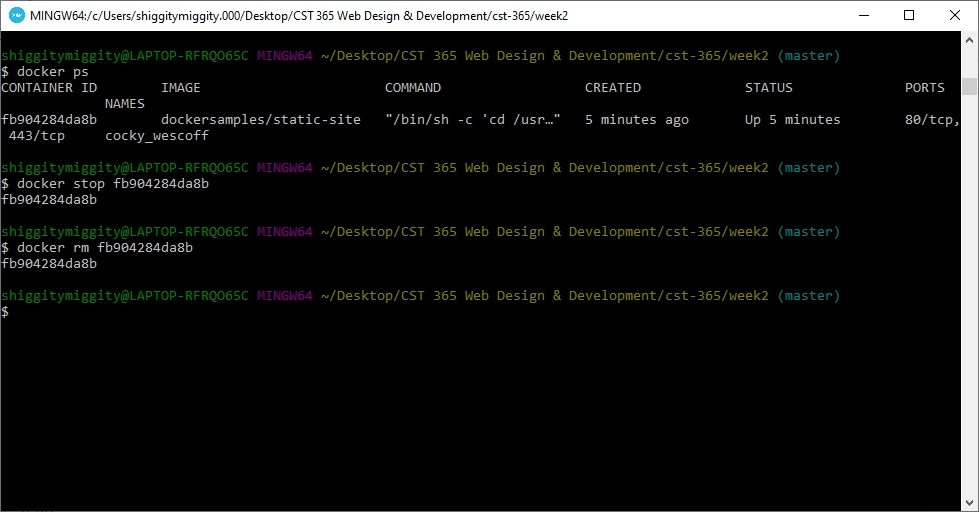 MINGW64:/c/Users/shiggitymiggity.000/Desktop/CST 365 Web Design & Development/cst-365/week2
shiggitymiggity@LAPTOP-RFRQO65C MINGW64 ~/Desktop/CST 365 Web Design & Development/cst-365/week2 (master)
$ docker ps
CONTAINER ID        IMAGE                       COMMAND                  CREATED             STATUS              PORTS
             NAMES
fb904284da8b        dockersamples/static-site   "/bin/sh -c 'cd /usr…"   5 minutes ago       Up 5 minutes        80/tcp,
 443/tcp     cocky_wescoff
shiggitymiggity@LAPTOP-RFRQO65C MINGW64 ~/Desktop/CST 365 Web Design & Development/cst-365/week2 (master)
$ docker stop fb904284da8b
fb904284da8b
shiggitymiggity@LAPTOP-RFRQO65C MINGW64 ~/Desktop/CST 365 Web Design & Development/cst-365/week2 (master)
$ docker rm fb904284da8b
fb904284da8b
shiggitymiggity@LAPTOP-RFRQO65C MINGW64 ~/Desktop/CST 365 Web Design & Development/cst-365/week2 (master)
$